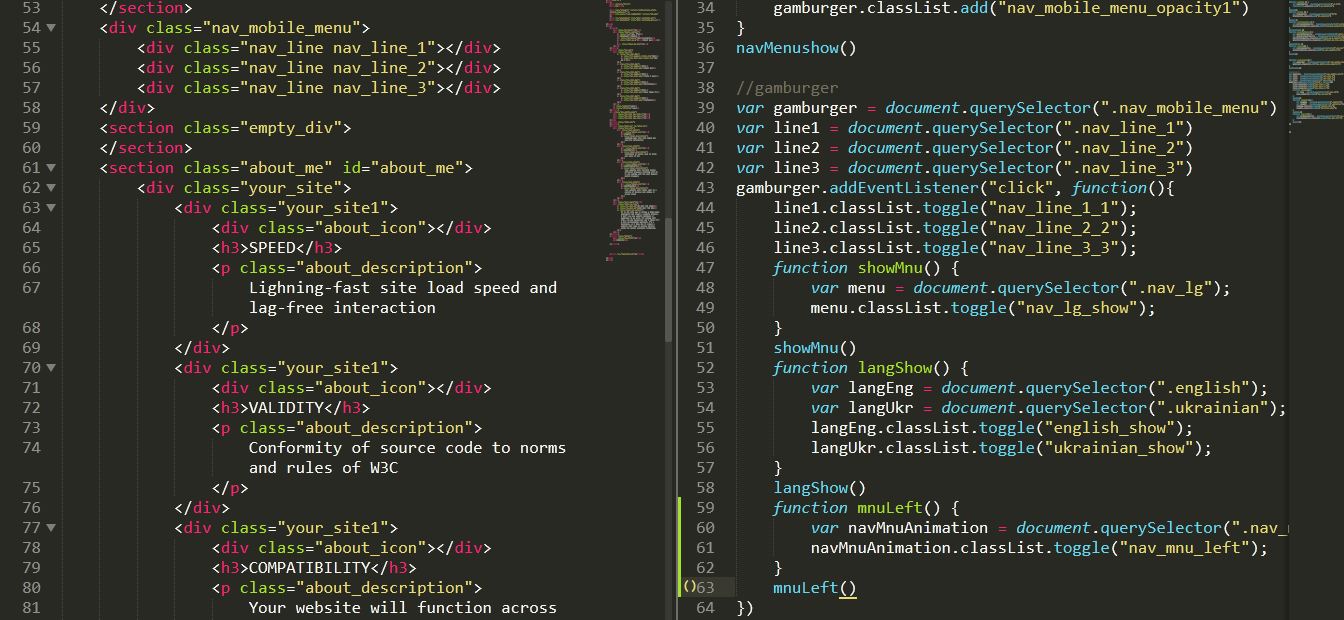 53 </section>
54 <div class="nav_mobile_menu">
55 <div class="nav_line nav_line_1"></div>
56 <div class="nav_line nav_line_2"></div>
57 <div class="nav_line nav_line_3"></div>
58 </div>
59 <section class="empty_div">
60 </section>
61 <section class="about_me" id="about_me">
62 <div class="your_site">
63 <div class="your_site1">
64 <div class="about_icon"></div>
65 <h3>SPEED</h3>
66 <p class="about_description">
67 Lighning-fast site load speed and
lag-free interaction
68 </p>
69 </div>
70 <div class="your_site1">
71 <div class="about_icon"></div>
72 <h3>VALIDITY</h3>
73 <p class="about_description">
74 Conformity of source code to norms
and rules of W3C
75 </p>
76 </div>
77 <div class="your_site1">
78 <div class="about_icon"></div>
79 <h3>COMPATIBILITY</h3>
80 <p class="about_description">
81 Your website will function across
34 gamburger.classList.add("nav_mobile_menu_opacity1")
35 }
36 navMenushow()
37
38 //gamburger
39 var gamburger = document.querySelector(".nav_mobile_menu")
40 var line1 = document.querySelector(".nav_line_1")
41 var line2 = document.querySelector(".nav_line_2")
42 var line3 = document.querySelector(".nav_line_3")
43 gamburger.addEventListener("click", function(){
44 line1.classList.toggle("nav_line_1_1");
45 line2.classList.toggle("nav_line_2_2");
46 line3.classList.toggle("nav_line_3_3");
47 function showMnu() {
48 var menu = document.querySelector(".nav_lg");
49 menu.classList.toggle("nav_lg_show");
50 }
51 showMnu()
52 function langShow() {
53 var langEng = document.querySelector(".english");
54 var langUkr = document.querySelector(".ukrainian");
55 langEng.classList.toggle("english_show");
56 langUkr.classList.toggle("ukrainian_show");
57 }
58 langShow()
59 function mnuLeft() {
60 var navMnuAnimation = document.querySelector(".nav_
61 navMnuAnimation.classList.toggle("nav_mnu_left");
62 }
()63 mnuLeft()
64 })